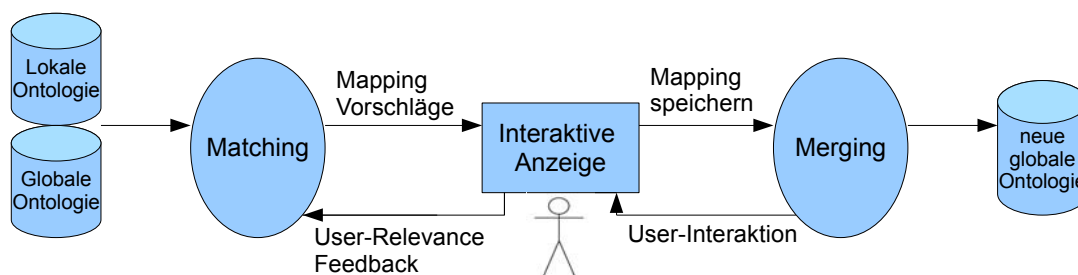 Lokale
Ontologie
Globale
Ontologie
Matching
Mapping
Vorschläge
User-Relevance
Feedback
Interaktive
Anzeige
Mapping
speichern
User-Interaktion
Merging
neue
globale
Ontologie